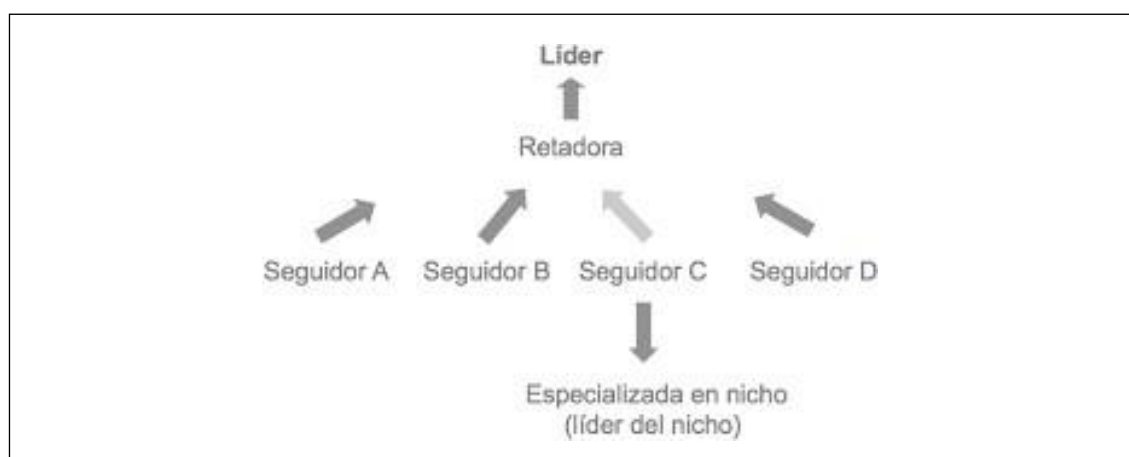 Líder
Retadora
Seguidor A
Seguidor B
Seguidor C
Seguidor D
Especializada en nicho
(líder del nicho)